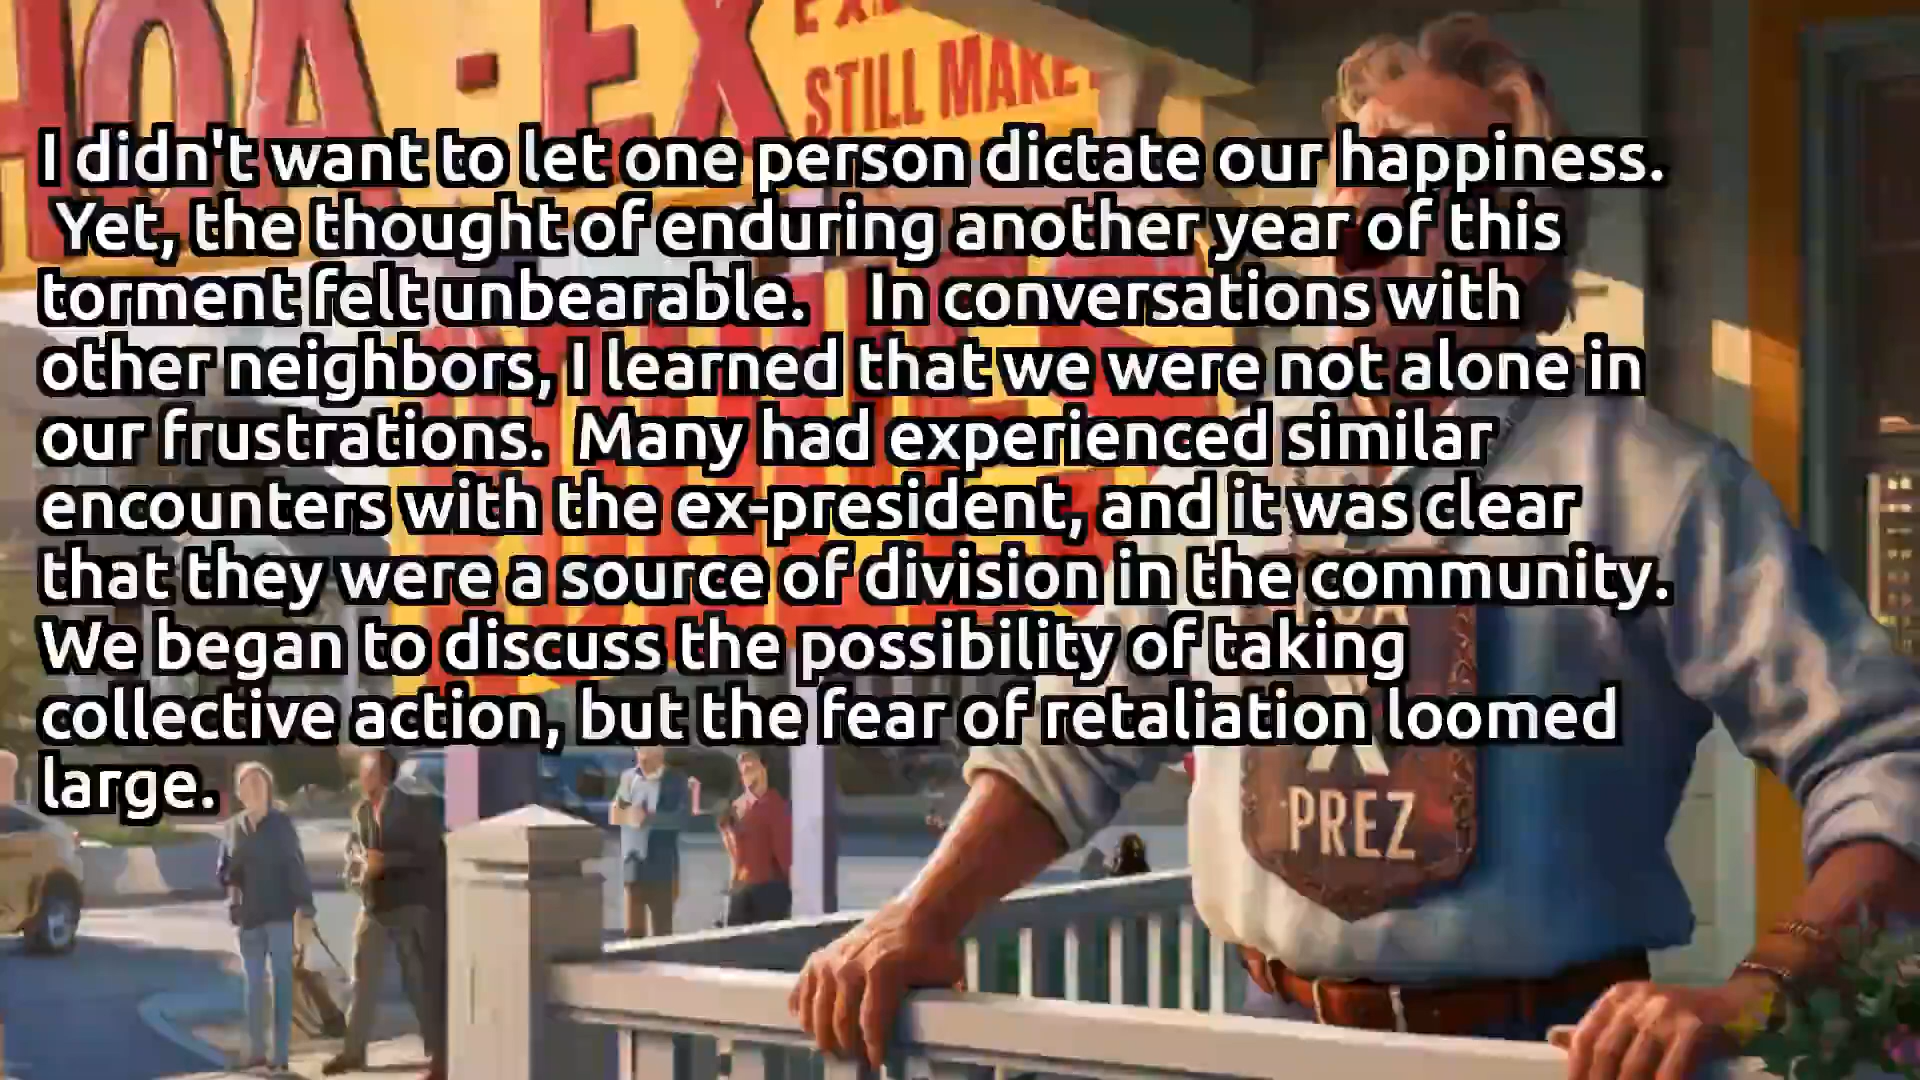 HOA - EX
STILL MAKE
I didn't want to let one person dictate our happiness.
Yet, the thought of enduring another year of this
torment felt unbearable. In conversations with
other neighbors, I learned that we were not alone in
our frustrations. Many had experienced similar
encounters with the ex-president, and it was clear
that they were a source of division in the community.
We began to discuss the possibility of taking
collective action, but the fear of retaliation loomed
large.
PREZ